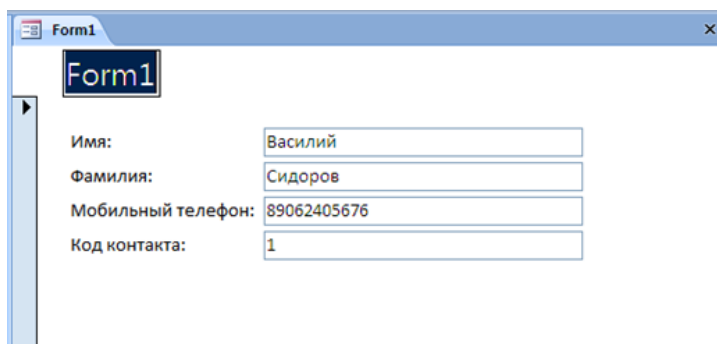 Form1
Form1
Имя: Василий
Фамилия: Сидоров
Мобильный телефон: 89062405676
Код контакта: 1